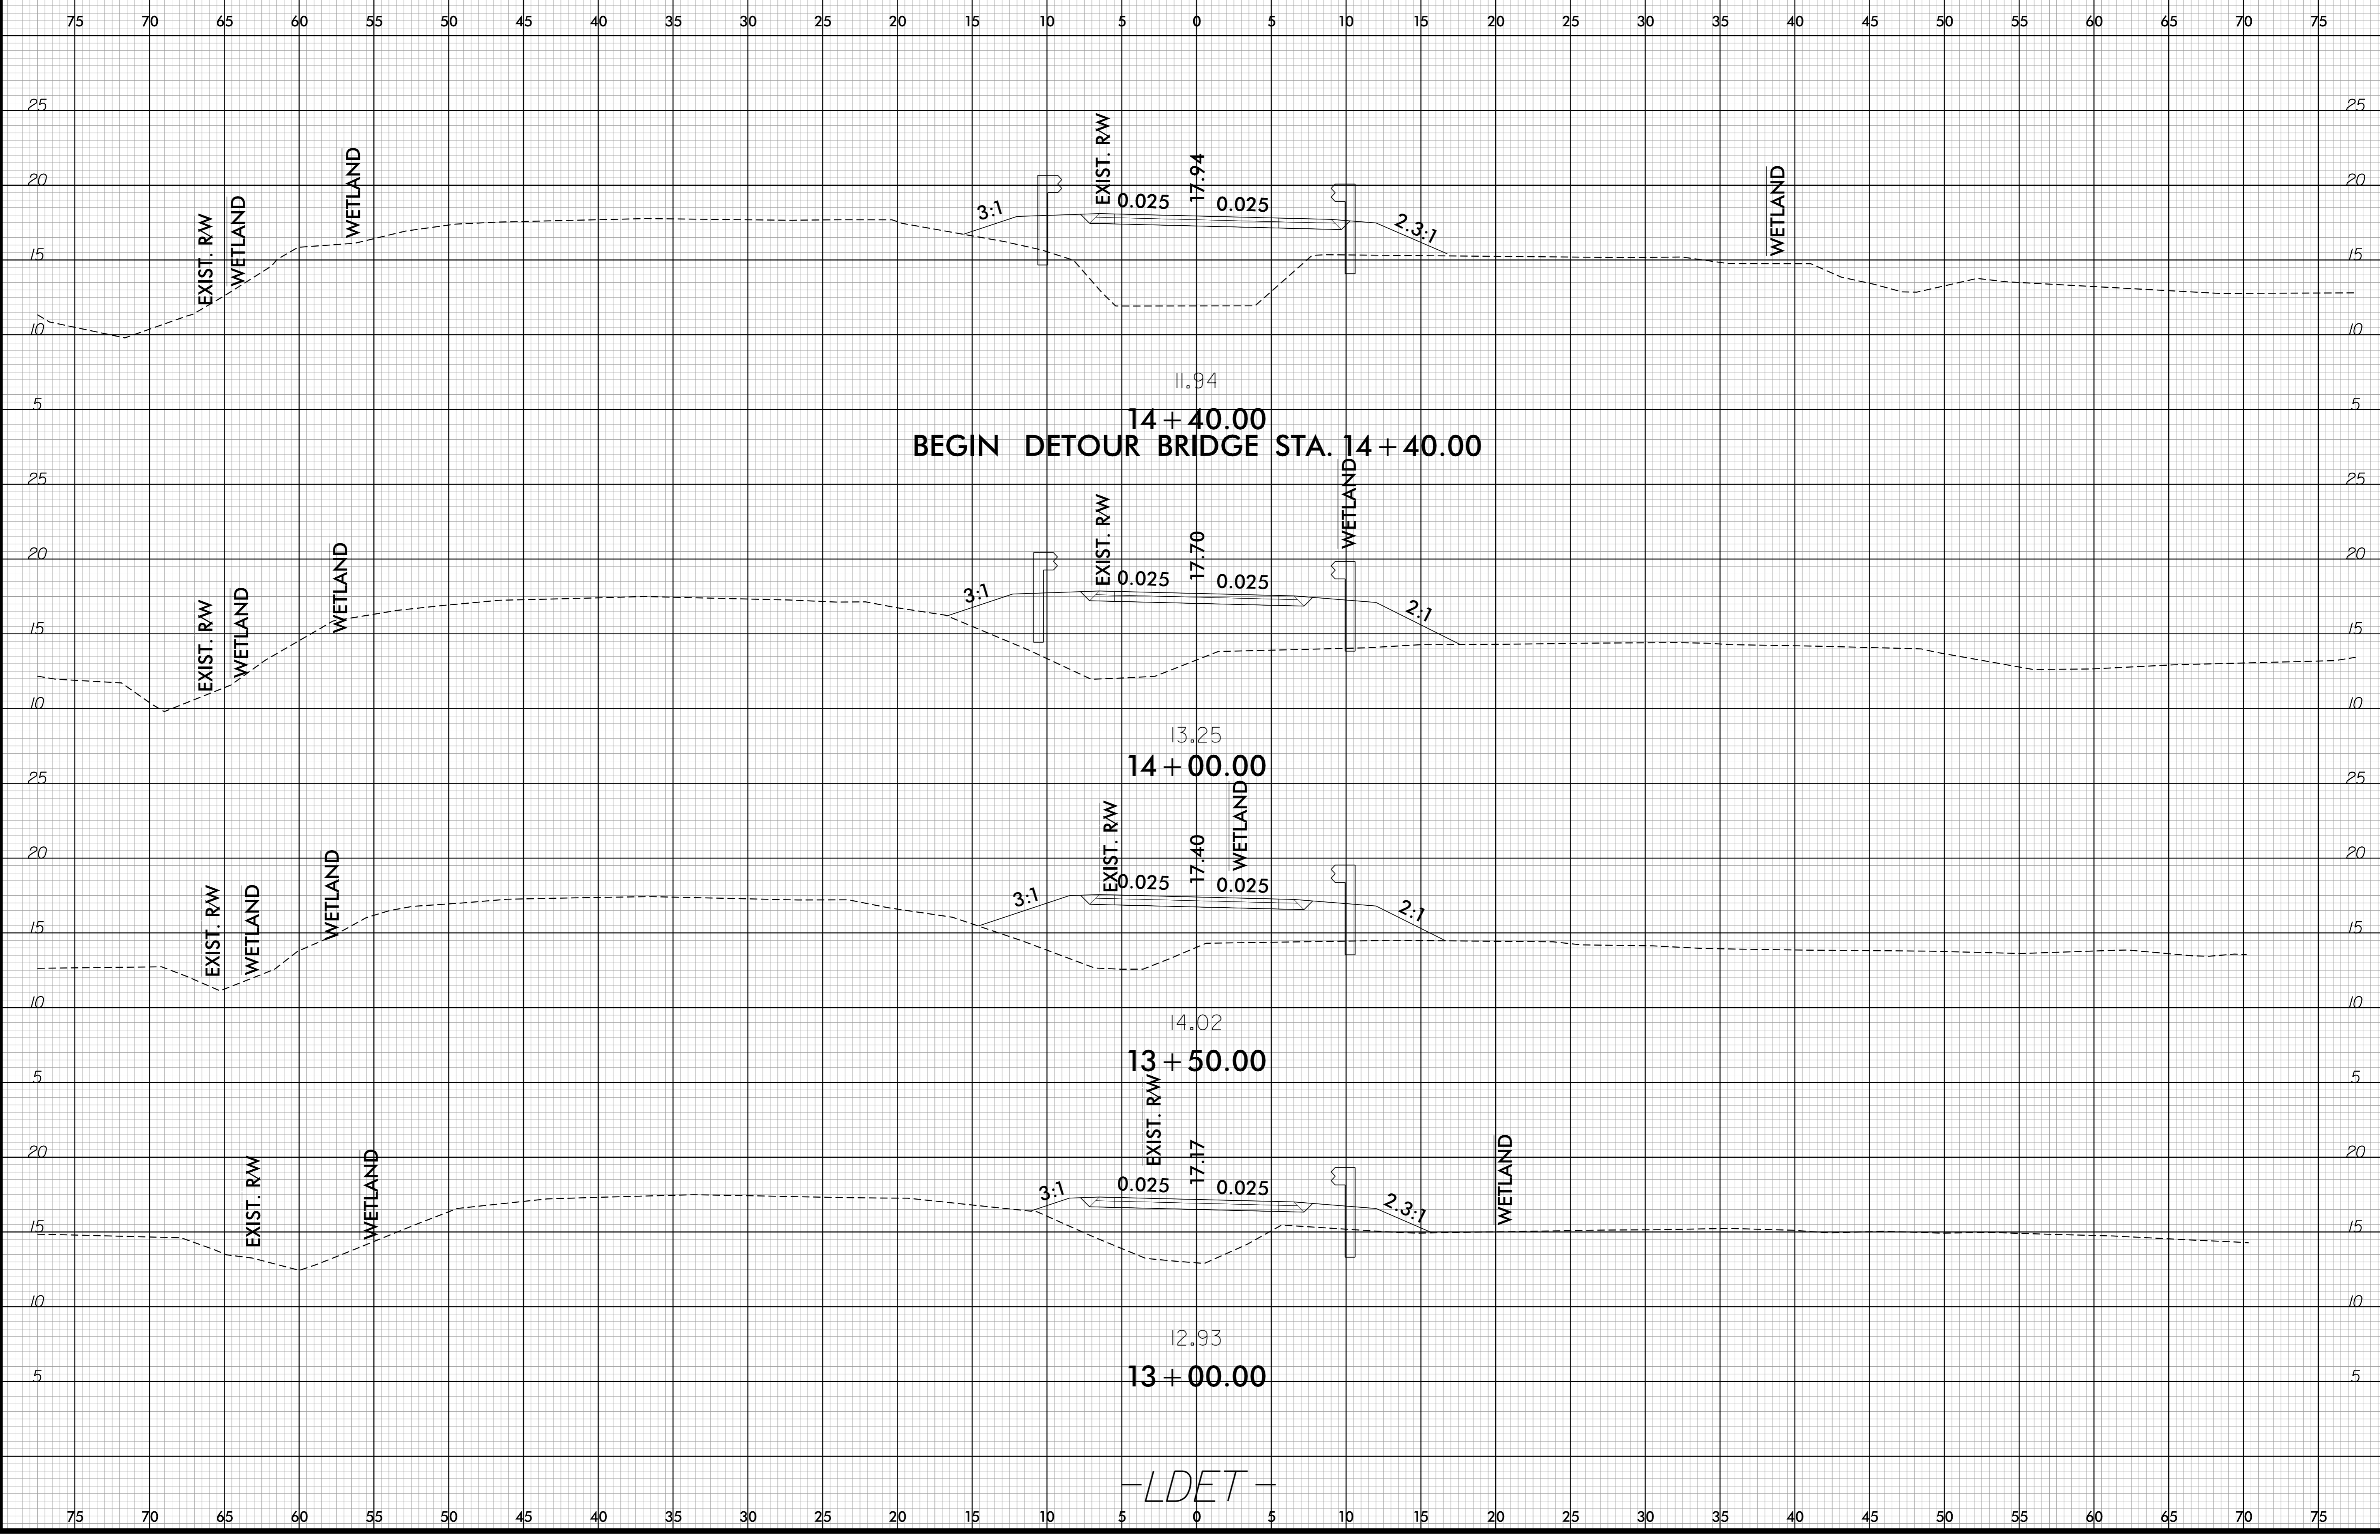 75 70 65 60 55 50 45 40 35 30 25 20 15 10 5 0 5 10 15 20 25 30 35 40 45 50 55 60 65 70 75
25 25
EXIST. R/W
WETLAND
17.94
WETLAND
20 20
WETLAND
EXIST. R/W
3:1 0.025 0.025 2.3:1
15 15
10 10
11.94
5 5
14+40.00
BEGIN DETOUR BRIDGE STA. 14+40.00
WETLAND
25 25
EXIST. R/W
17.70
20 20
WETLAND
WETLAND
EXIST. R/W
3:1 0.025 0.025 2:1
15 15
10 10
13.25
14+00.00
25 25
WETLAND
EXIST. R/W
17.40
20 20
WETLAND
EXIST. R/W
WETLAND
3:1 0.025 0.025 2:1
15 15
10 10
14.02
13+50.00
5 5
EXIST. R/W
17.17
WETLAND
20 20
WETLAND
EXIST. R/W
3:1 0.025 0.025 2.3:1
15 15
10 10
12.93
13+00.00
5 5
-LDET-
75 70 65 60 55 50 45 40 35 30 25 20 15 10 5 0 5 10 15 20 25 30 35 40 45 50 55 60 65 70 75